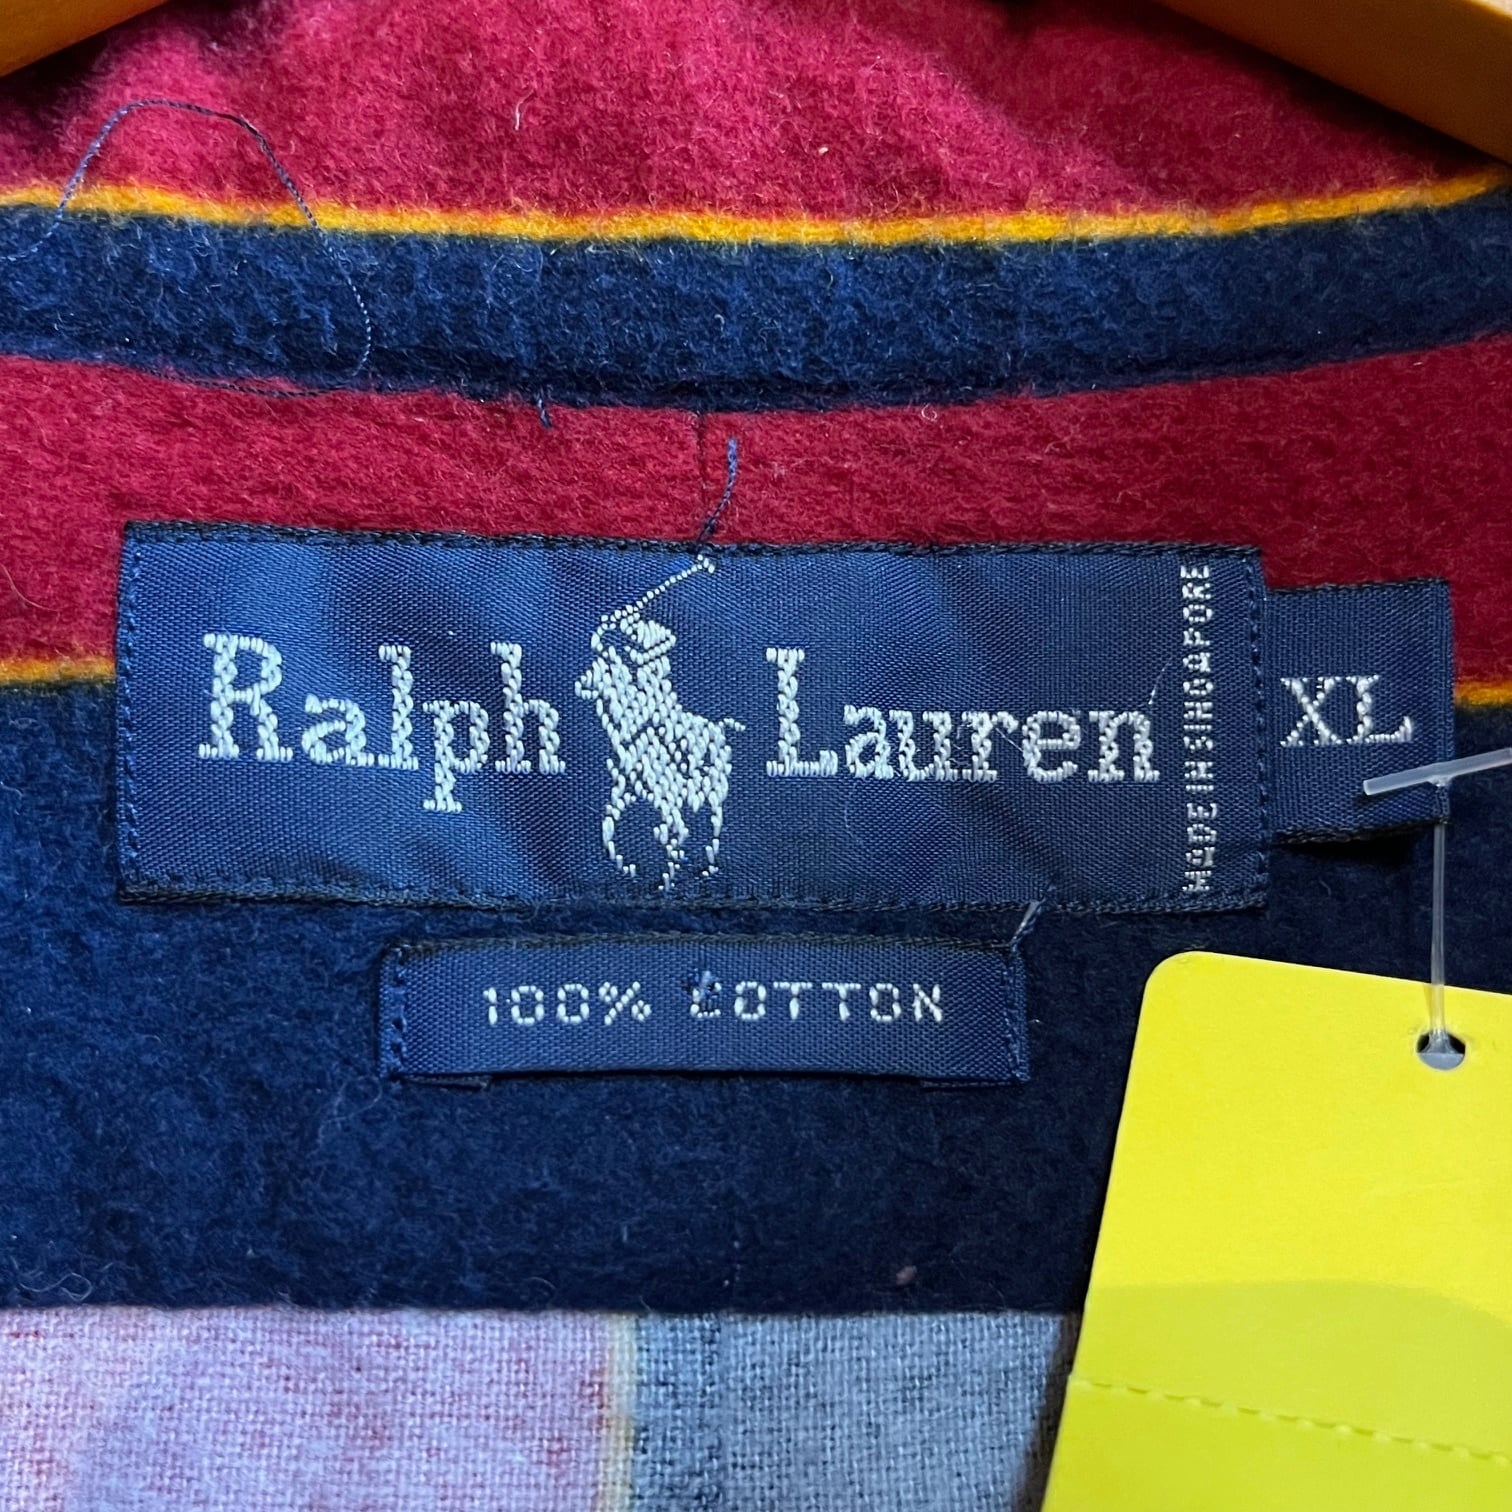 Ralph Lauren
MADE IN SINGAPORE
XL
100% COTTON